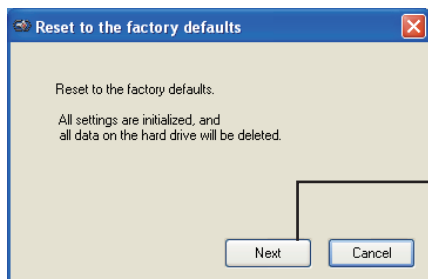 Reset to the factory defaults
Reset to the factory defaults.
All settings are initialized, and
all data on the hard drive will be deleted.
Next
Cancel